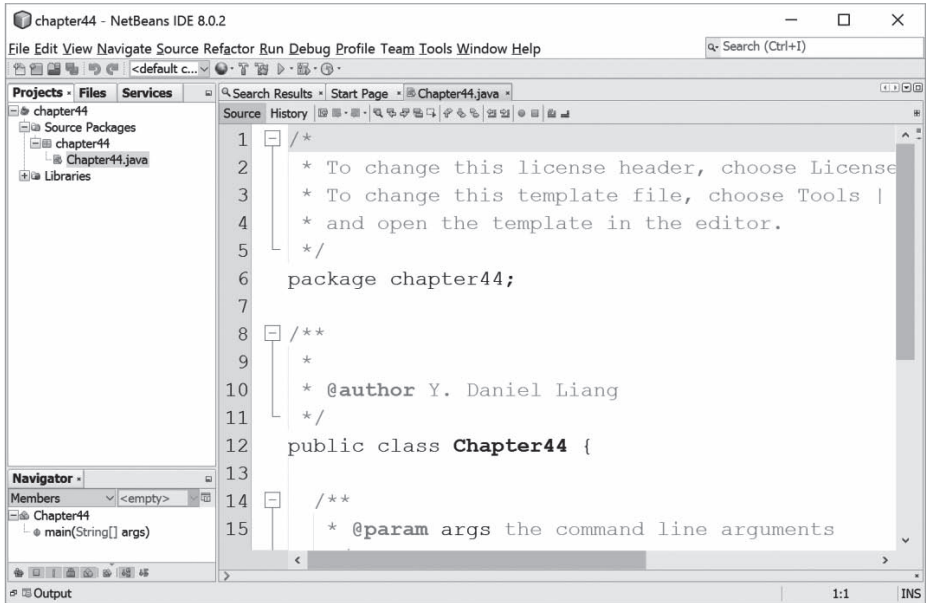 chapter44 - NetBeans IDE 8.0.2
File Edit View Navigate Source Refactor Run Debug Profile Team Tools Window Help
Search (Ctrl+I)
<default c...
Projects Files Services
chapter44
Source Packages
chapter44
Chapter44.java
Libraries
Search Results Start Page Chapter44.java
Source History
1 /*
2 * To change this license header, choose License
3 * To change this template file, choose Tools |
4 * and open the template in the editor.
5 */
6 package chapter44;
7
8 /**
9 *
10 * @author Y. Daniel Liang
11 */
12 public class Chapter44 {
13
14 /**
15 * @param args the command line arguments
Navigator
Members <empty>
Chapter44
main(String[] args)
Output
1:1 INS